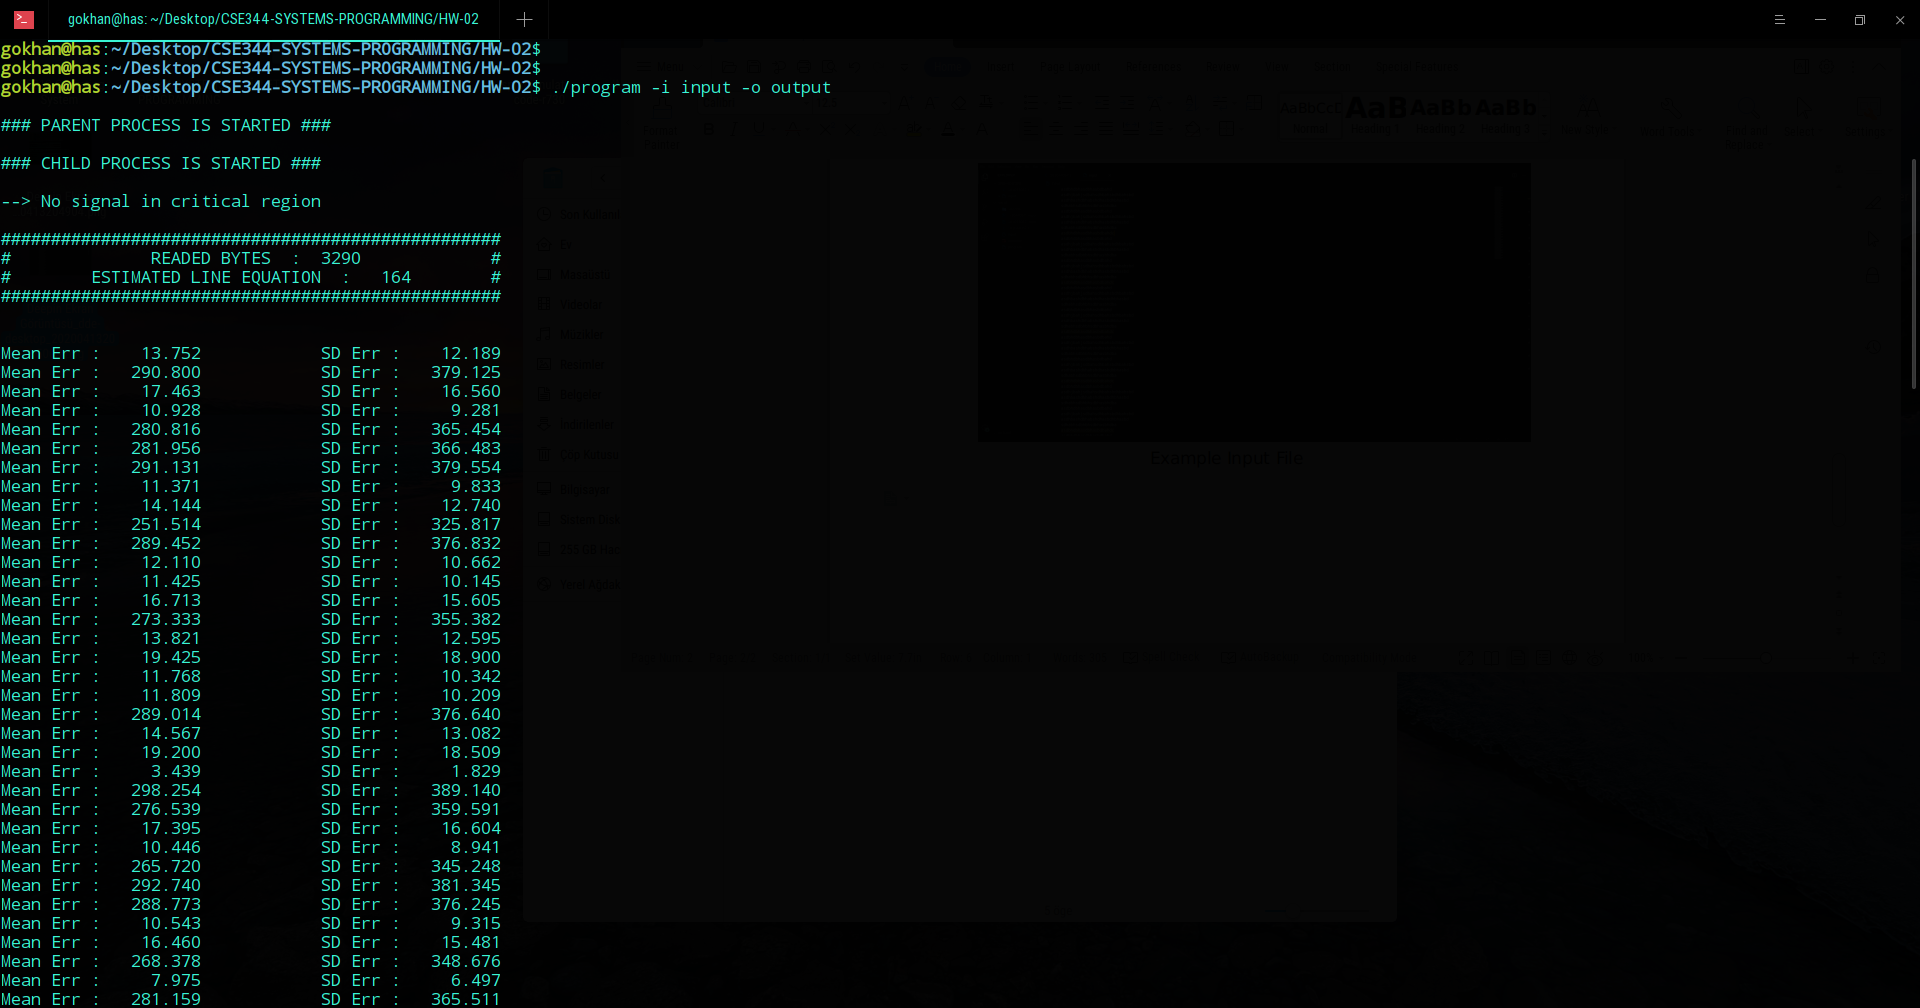 gokhan@has: ~/Desktop/CSE344-SYSTEMS-PROGRAMMING/HW-02
gokhan@has:~/Desktop/CSE344-SYSTEMS-PROGRAMMING/HW-02$
gokhan@has:~/Desktop/CSE344-SYSTEMS-PROGRAMMING/HW-02$
gokhan@has:~/Desktop/CSE344-SYSTEMS-PROGRAMMING/HW-02$ ./program -i input -o output
### PARENT PROCESS IS STARTED ###
### CHILD PROCESS IS STARTED ###
--> No signal in critical region
##################################################
# READED BYTES : 3290 #
# ESTIMATED LINE EQUATION : 164 #
##################################################
Mean Err : 13.752 SD Err : 12.189
Mean Err : 290.800 SD Err : 379.125
Mean Err : 17.463 SD Err : 16.560
Mean Err : 10.928 SD Err : 9.281
Mean Err : 280.816 SD Err : 365.454
Mean Err : 281.956 SD Err : 366.483
Mean Err : 291.131 SD Err : 379.554
Mean Err : 11.371 SD Err : 9.833
Mean Err : 14.144 SD Err : 12.740
Mean Err : 251.514 SD Err : 325.817
Mean Err : 289.452 SD Err : 376.832
Mean Err : 12.110 SD Err : 10.662
Mean Err : 11.425 SD Err : 10.145
Mean Err : 16.713 SD Err : 15.605
Mean Err : 273.333 SD Err : 355.382
Mean Err : 13.821 SD Err : 12.595
Mean Err : 19.425 SD Err : 18.900
Mean Err : 11.768 SD Err : 10.342
Mean Err : 11.809 SD Err : 10.209
Mean Err : 289.014 SD Err : 376.640
Mean Err : 14.567 SD Err : 13.082
Mean Err : 19.200 SD Err : 18.509
Mean Err : 3.439 SD Err : 1.829
Mean Err : 298.254 SD Err : 389.140
Mean Err : 276.539 SD Err : 359.591
Mean Err : 17.395 SD Err : 16.604
Mean Err : 10.446 SD Err : 8.941
Mean Err : 265.720 SD Err : 345.248
Mean Err : 292.740 SD Err : 381.345
Mean Err : 288.773 SD Err : 376.245
Mean Err : 10.543 SD Err : 9.315
Mean Err : 16.460 SD Err : 15.481
Mean Err : 268.378 SD Err : 348.676
Mean Err : 7.975 SD Err : 6.497
Mean Err : 281.159 SD Err : 365.511
AaBbCcD AaB AaBb AaBb
Example Input File